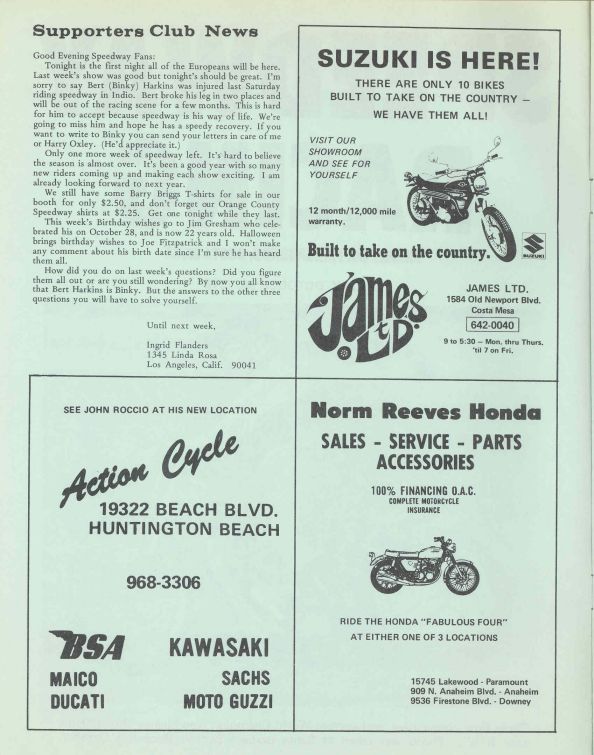 Supporters Club News
Good Evening Speedway Fans:
Tonight is the first night all of the Europeans will be here.
Last week's show was good but tonight's should be great. I'm
sorry to say Bert (Binky) Harkins was injured last Saturday
riding speedway in Indio. Bert broke his leg in two places and
will be out of the racing scene for a few months. This is hard
for him to accept because speedway is his way of life. We're
going to miss him and hope he has a speedy recovery. If you
want to write to Binky you can send your letters in care of me
or Harry Oxley. (He'd appreciate it.)
Only one more week of speedway left. It's hard to believe
the season is almost over. It's been a good year with so many
new riders coming up and making each show exciting. I am
already looking forward to next year.
We still have some Barry Briggs T-shirts for sale in our
booth for only $2.50, and don't forget our Orange County
Speedway shirts at $2.25. Get one tonight while they last.
This week's Birthday wishes go to Jim Gresham who cele-
brated his on October 28, and is now 22 years old. Halloween
brings birthday wishes to Joe Fitzpatrick and I won't make
any comment about his birth date since I'm sure he has heard
them all.
How did you do on last week's questions? Did you figure
them all out or are you still wondering? By now you all know
that Bert Harkins is Binky. But the answers to the other three
questions you will have to solve yourself.
Until next week,
Ingrid Flanders
1345 Linda Rosa
Los Angeles, Calif. 90041
SUZUKI IS HERE!
THERE ARE ONLY 10 BIKES
BUILT TO TAKE ON THE COUNTRY –
WE HAVE THEM ALL!
VISIT OUR
SHOWROOM
AND SEE FOR
YOURSELF
12 month/12,000 mile
warranty.
Built to take on the country.
SUZUKI
James
LTD.
JAMES LTD.
1584 Old Newport Blvd.
Costa Mesa
642-0040
9 to 5:30 – Mon. thru Thurs.
'til 7 on Fri.
SEE JOHN ROCCIO AT HIS NEW LOCATION
Action Cycle
19322 BEACH BLVD.
HUNTINGTON BEACH
968-3306
BSA KAWASAKI
MAICO SACHS
DUCATI MOTO GUZZI
Norm Reeves Honda
SALES - SERVICE - PARTS
ACCESSORIES
100% FINANCING O.A.C.
COMPLETE MOTORCYCLE
INSURANCE
RIDE THE HONDA "FABULOUS FOUR"
AT EITHER ONE OF 3 LOCATIONS
15745 Lakewood - Paramount
909 N. Anaheim Blvd. - Anaheim
9536 Firestone Blvd. - Downey